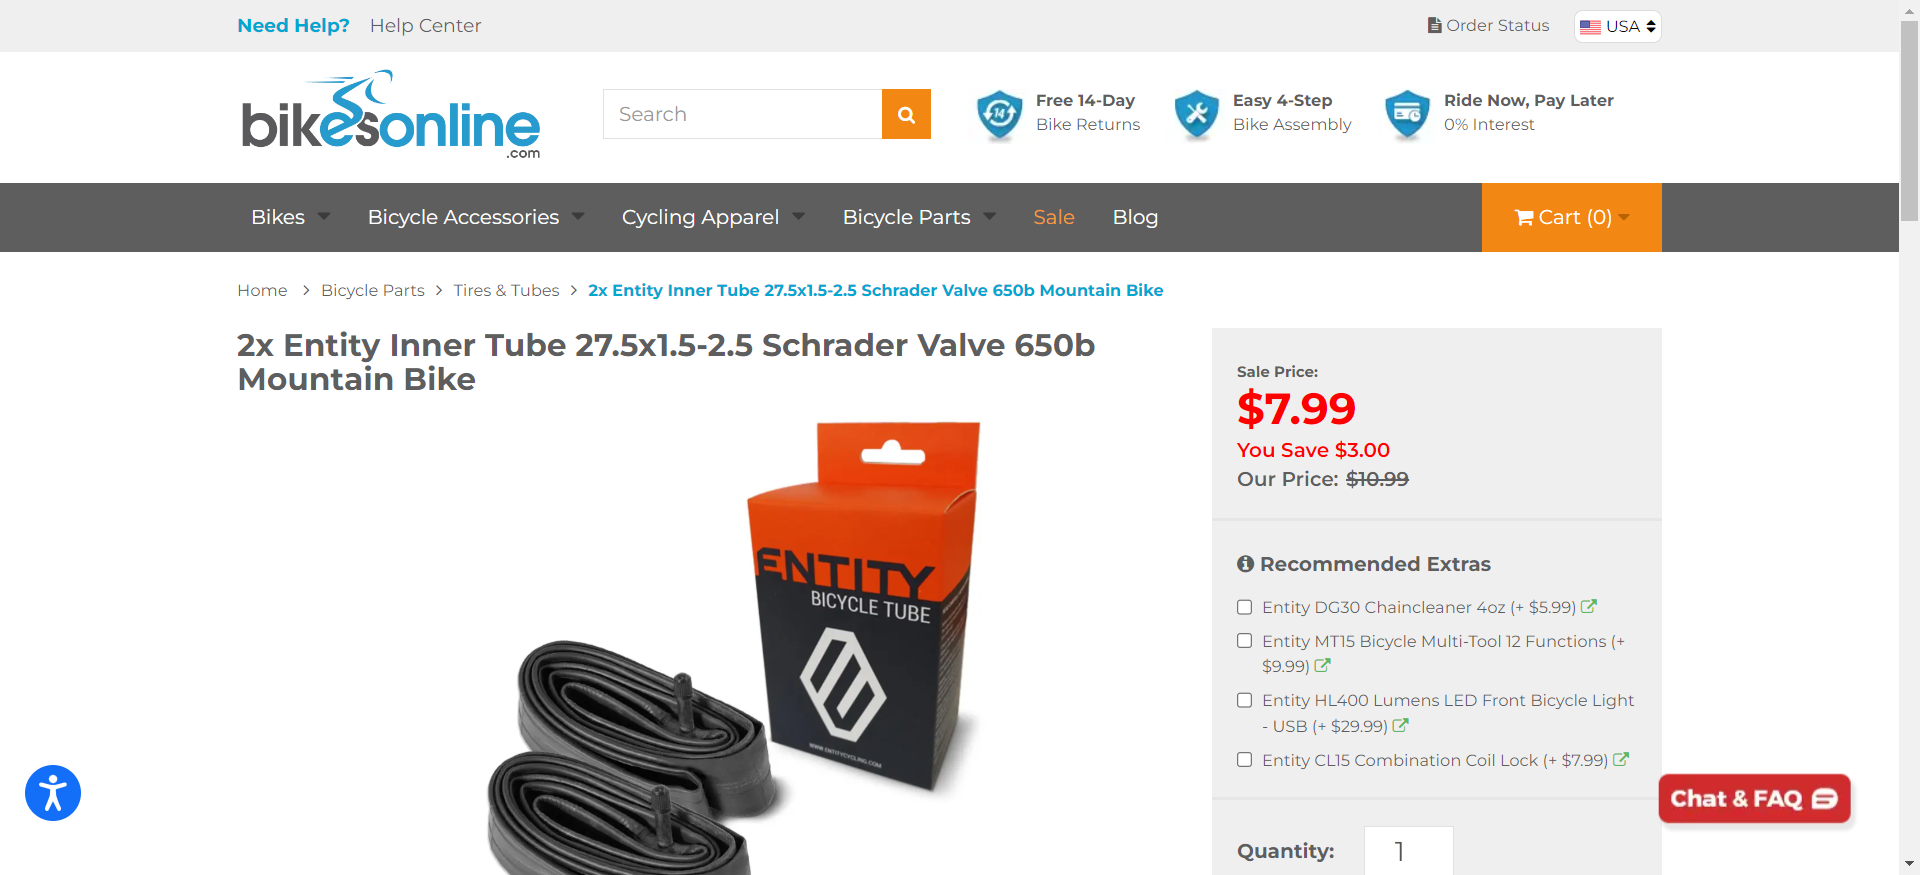 Need Help? Help Center
Order Status USA
bikesonline
.com
Search
Free 14-Day
Bike Returns
14
Easy 4-Step
Bike Assembly
Ride Now, Pay Later
0% Interest
Bikes Bicycle Accessories Cycling Apparel Bicycle Parts Sale Blog Cart (0)
Home Bicycle Parts Tires & Tubes 2x Entity Inner Tube 27.5x1.5-2.5 Schrader Valve 650b Mountain Bike
2x Entity Inner Tube 27.5x1.5-2.5 Schrader Valve 650b
Mountain Bike
ENTITY
BICYCLE TUBE
WWW.ENTITYCYCLING.COM
Sale Price:
$7.99
You Save $3.00
Our Price: $10.99
Recommended Extras
Entity DG30 Chaincleaner 4oz (+ $5.99)
Entity MT15 Bicycle Multi-Tool 12 Functions (+
$9.99)
Entity HL400 Lumens LED Front Bicycle Light
- USB (+ $29.99)
Entity CL15 Combination Coil Lock (+ $7.99)
Chat & FAQ
Quantity: 1